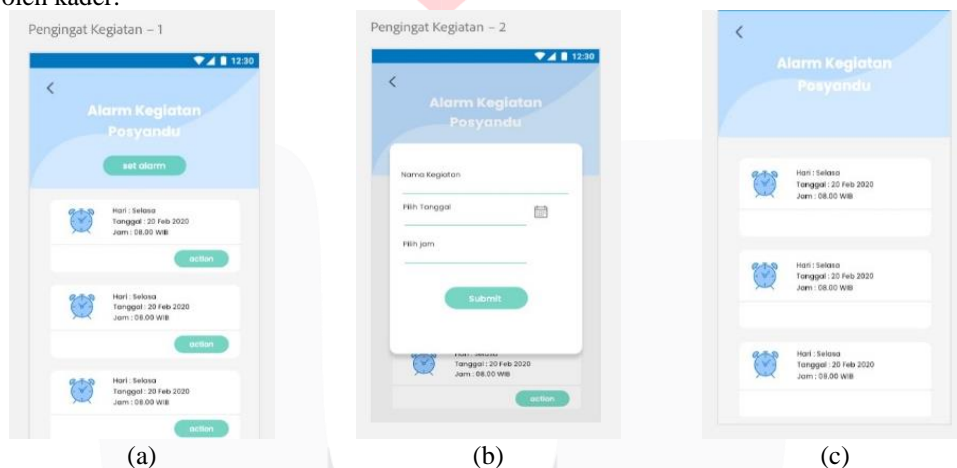 oleh kader.
Pengingat Kegiatan – 1
12:30
Alarm Kegiatan
Posyandu
set alarm
Hari : Selasa
Tanggal : 20 Feb 2020
Jam : 08.00 WIB
action
Hari : Selasa
Tanggal : 20 Feb 2020
Jam : 08.00 WIB
action
Hari : Selasa
Tanggal : 20 Feb 2020
Jam : 08.00 WIB
action
(a)
Pengingat Kegiatan – 2
12:30
Alarm Kegiatan
Posyandu
Nama Kegiatan
Pilih Tanggal
Pilih jam
Submit
Hari : Selasa
Tanggal : 20 Feb 2020
Jam : 08.00 WIB
action
(b)
Alarm Kegiatan
Posyandu
Hari : Selasa
Tanggal : 20 Feb 2020
Jam : 08.00 WIB
Hari : Selasa
Tanggal : 20 Feb 2020
Jam : 08.00 WIB
Hari : Selasa
Tanggal : 20 Feb 2020
Jam : 08.00 WIB
(c)